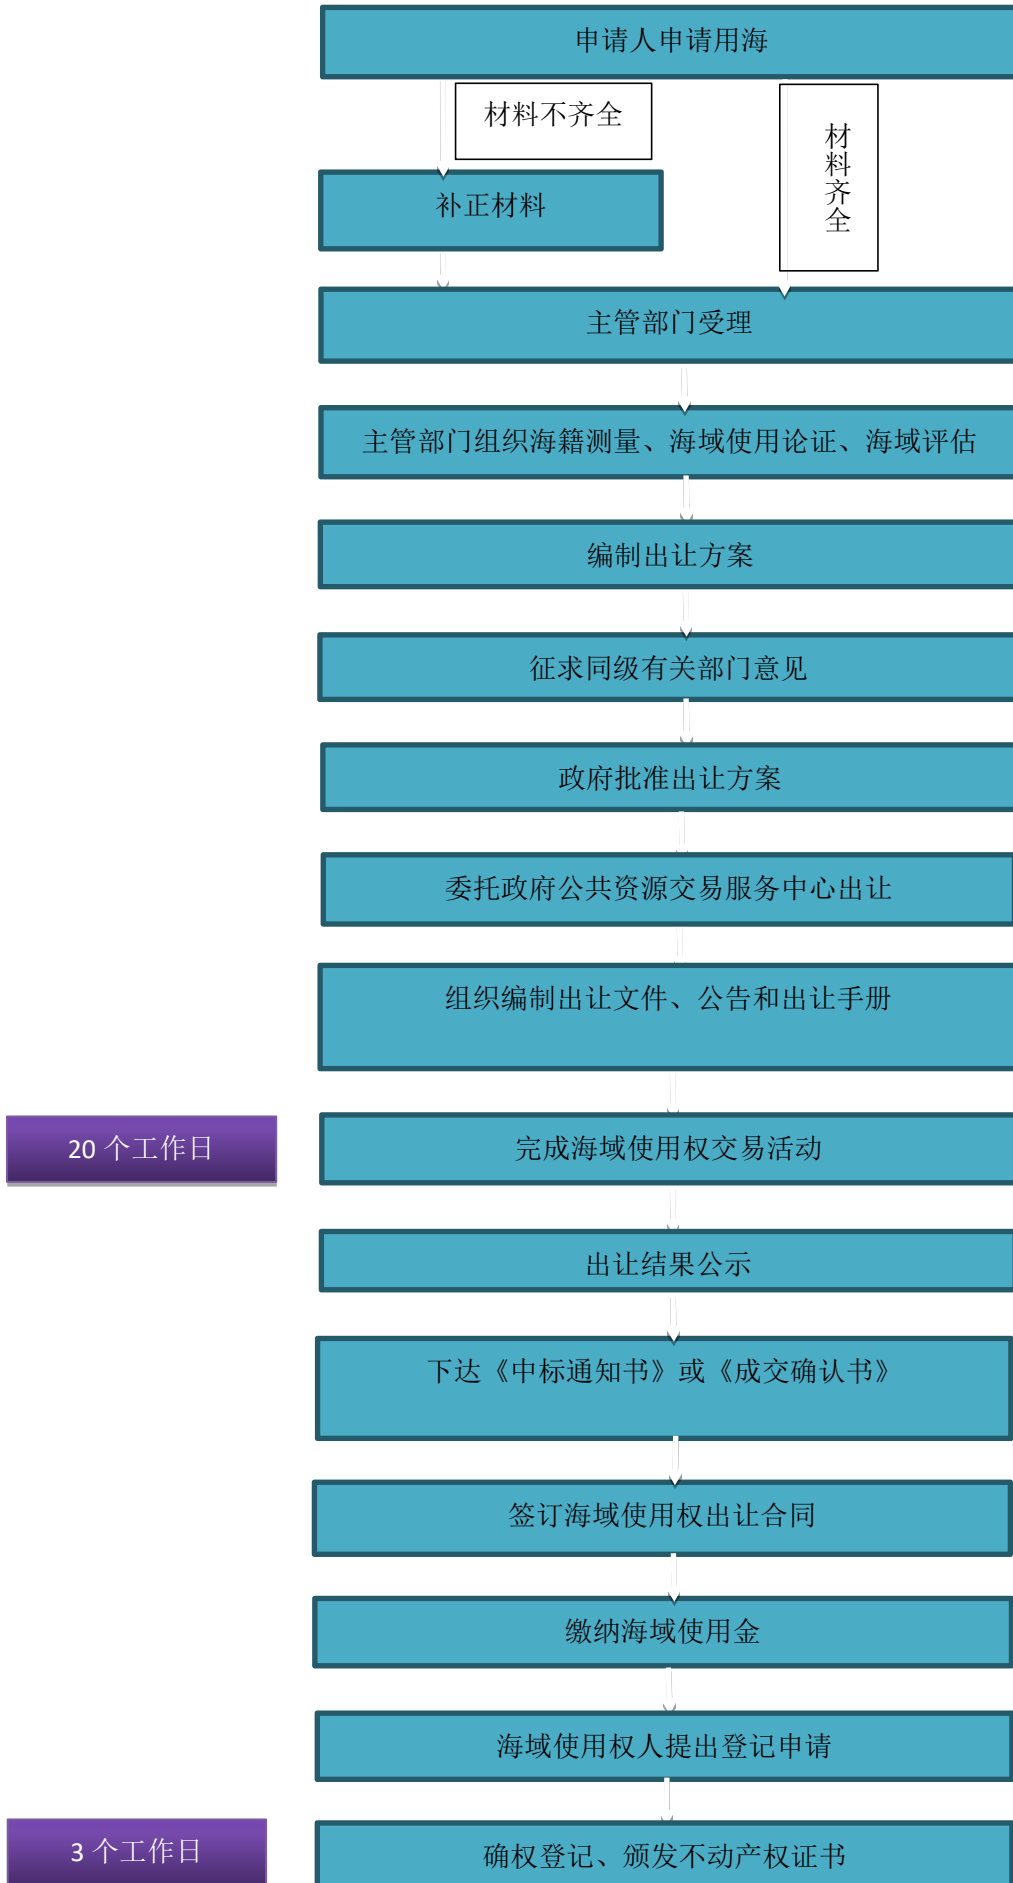 申请人申请用海
材料不齐全
材料齐全
补正材料
主管部门受理
主管部门组织海籍测量、海域使用论证、海域评估
编制出让方案
征求同级有关部门意见
政府批准出让方案
委托政府公共资源交易服务中心出让
组织编制出让文件、公告和出让手册
20 个工作日
完成海域使用权交易活动
出让结果公示
下达《中标通知书》或《成交确认书》
签订海域使用权出让合同
缴纳海域使用金
海域使用权人提出登记申请
3 个工作日
确权登记、颁发不动产权证书